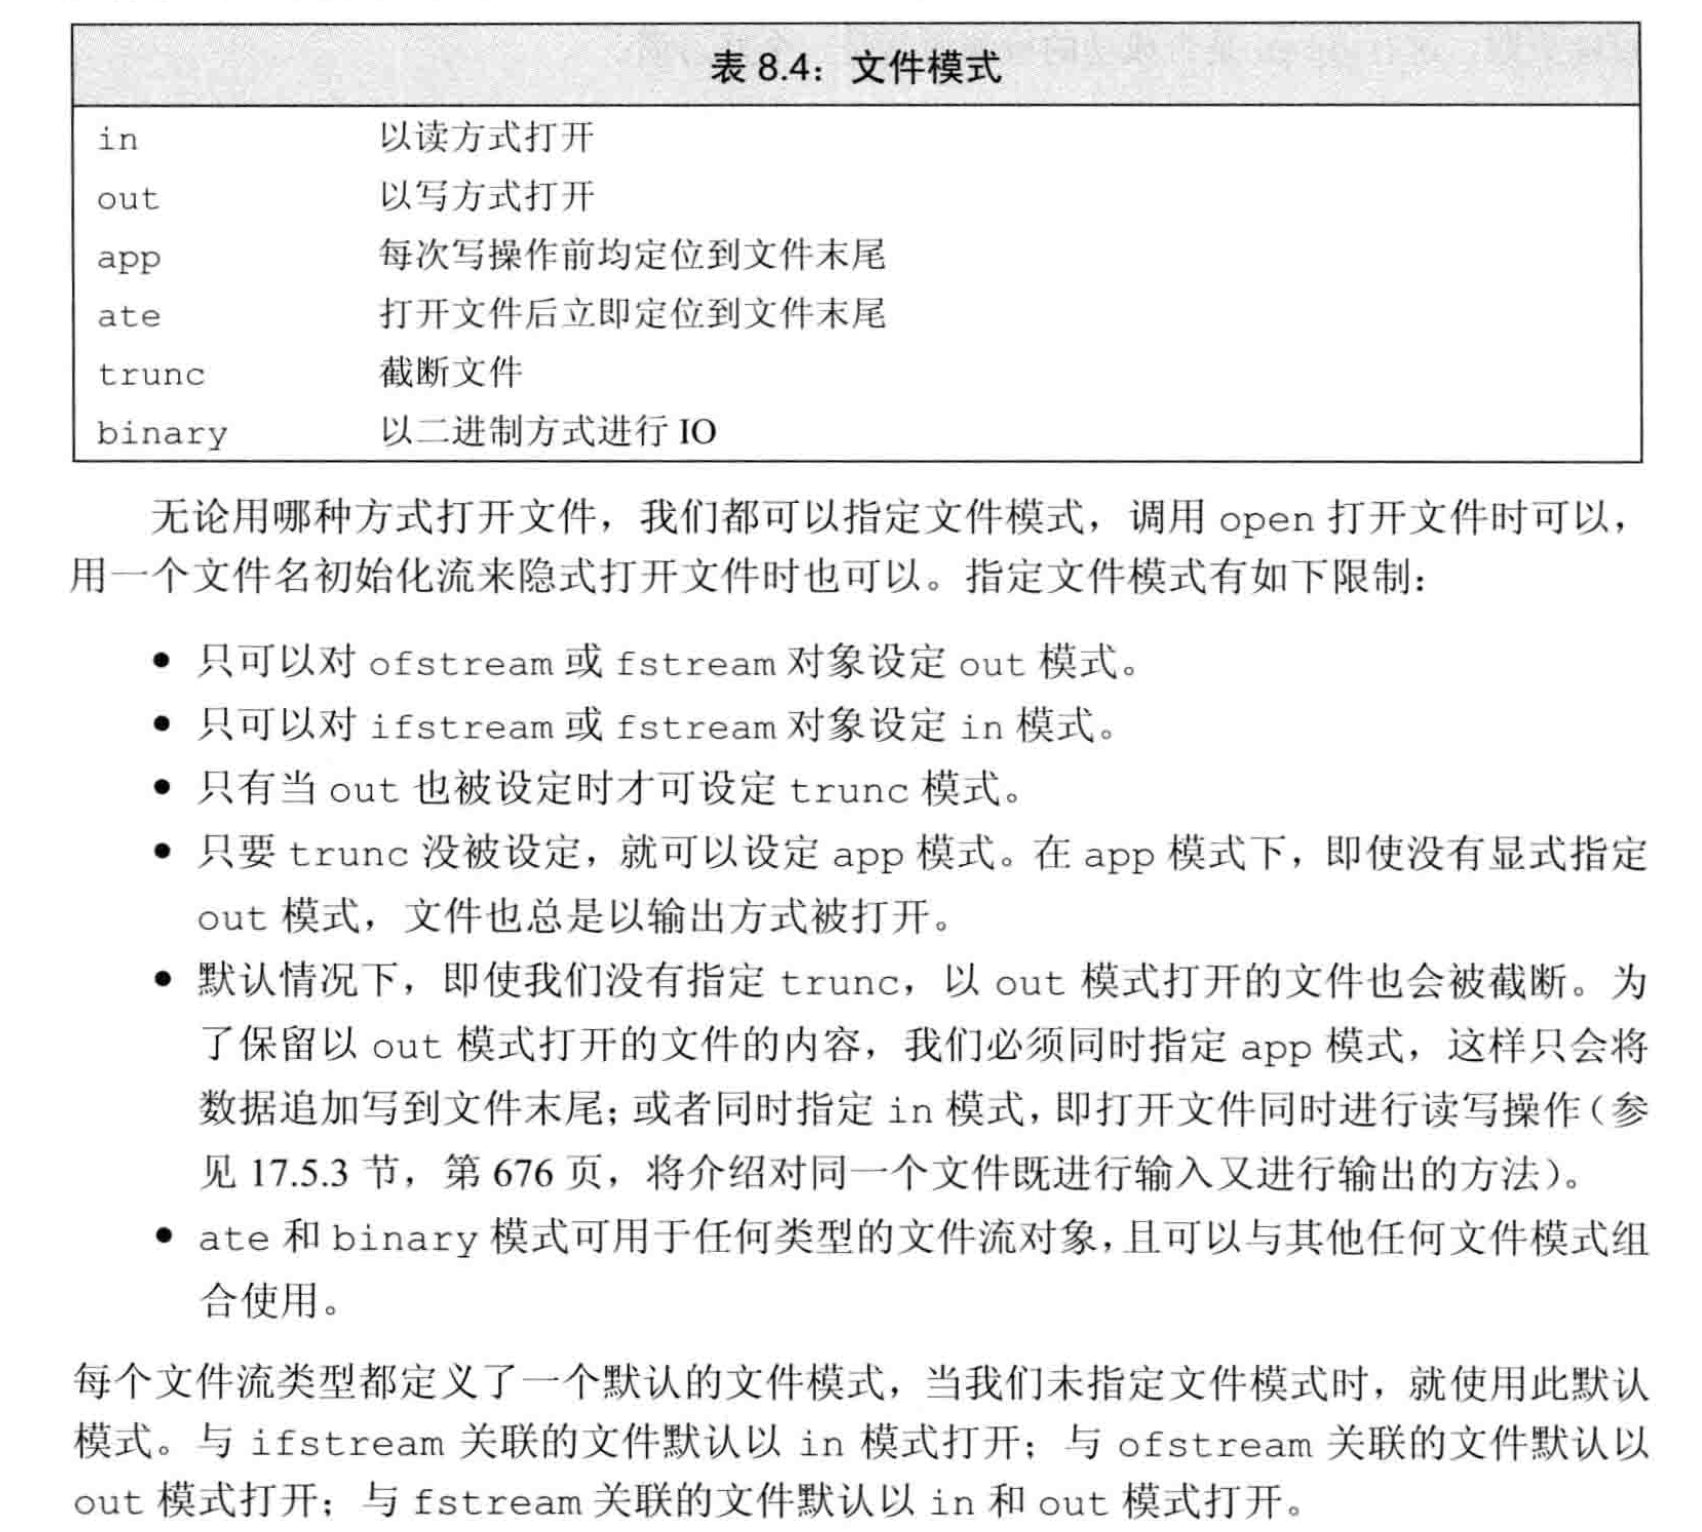 表 8.4：文件模式
in 以读方式打开
out 以写方式打开
app 每次写操作前均定位到文件末尾
ate 打开文件后立即定位到文件末尾
trunc 截断文件
binary 以二进制方式进行 IO
无论用哪种方式打开文件，我们都可以指定文件模式，调用 open 打开文件时可以，
用一个文件名初始化流来隐式打开文件时也可以。指定文件模式有如下限制：
● 只可以对 ofstream 或 fstream 对象设定 out 模式。
● 只可以对 ifstream 或 fstream 对象设定 in 模式。
● 只有当 out 也被设定时才可设定 trunc 模式。
● 只要 trunc 没被设定，就可以设定 app 模式。在 app 模式下，即使没有显式指定
out 模式，文件也总是以输出方式被打开。
● 默认情况下，即使我们没有指定 trunc，以 out 模式打开的文件也会被截断。为
了保留以 out 模式打开的文件的内容，我们必须同时指定 app 模式，这样只会将
数据追加写到文件末尾；或者同时指定 in 模式，即打开文件同时进行读写操作（参
见 17.5.3 节，第 676 页，将介绍对同一个文件既进行输入又进行输出的方法）。
● ate 和 binary 模式可用于任何类型的文件流对象，且可以与其他任何文件模式组
合使用。
每个文件流类型都定义了一个默认的文件模式，当我们未指定文件模式时，就使用此默认
模式。与 ifstream 关联的文件默认以 in 模式打开；与 ofstream 关联的文件默认以
out 模式打开；与 fstream 关联的文件默认以 in 和 out 模式打开。